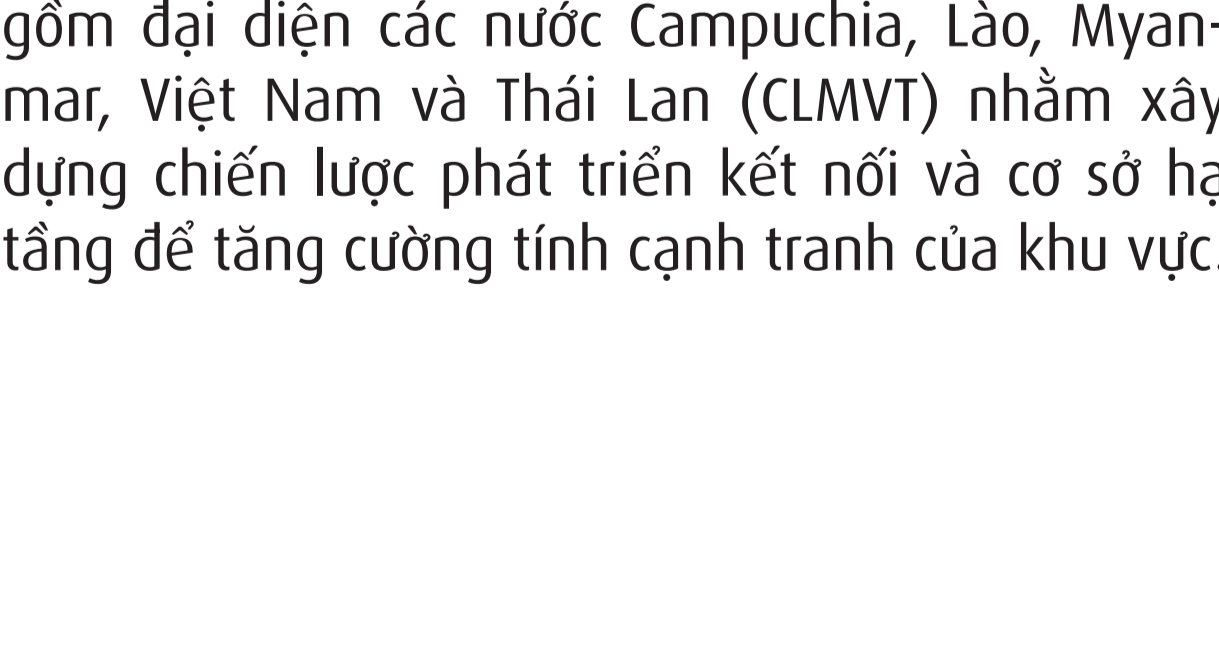 gồm đại diện các nước Campuchia, Lào, Myan-
mar, Việt Nam và Thái Lan (CLMVT) nhằm xây
dựng chiến lược phát triển kết nối và cơ sở hạ
tầng để tăng cường tính cạnh tranh của khu vực.